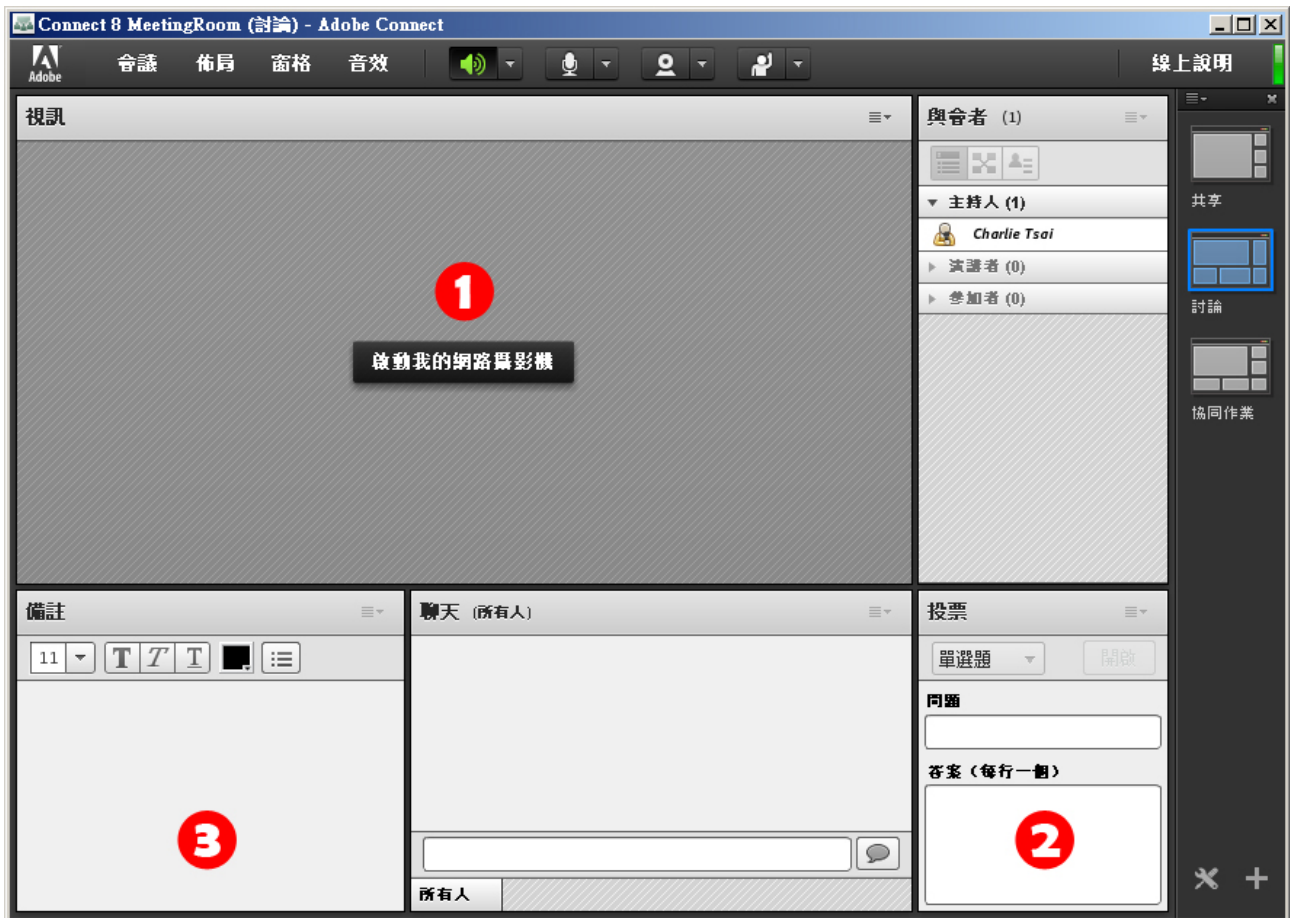 Connect 8 MeetingRoom (討論) - Adobe Connect
Adobe 會議 佈局 窗格 音效 線上說明
視訊
1
啟動我的網路攝影機
與會者 (1)
主持人 (1)
Charlie Tsai
演講者 (0)
參加者 (0)
共享
討論
協同作業
備註
11 T T T
3
聊天 (所有人)
所有人
投票
單選題 開啟
問題
答案（每行一個）
2